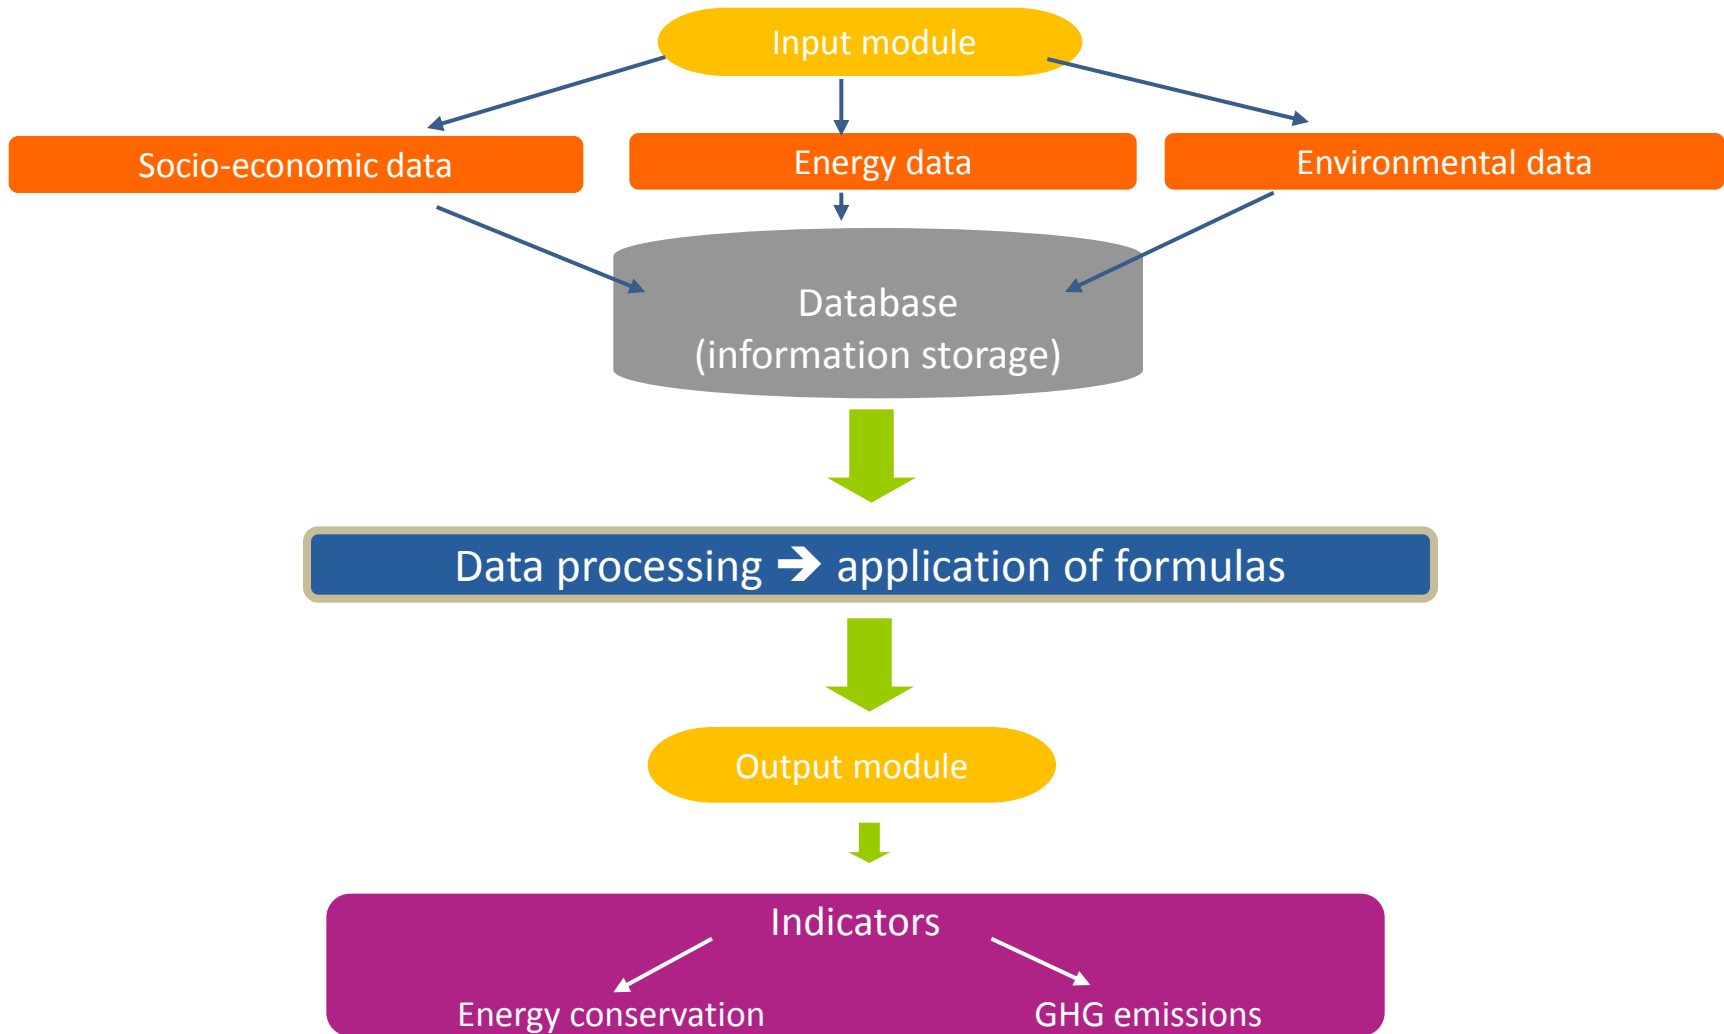 Input module
Socio-economic data
Energy data
Environmental data
Database
(information storage)
Data processing ➔ application of formulas
Output module
Indicators
Energy conservation
GHG emissions